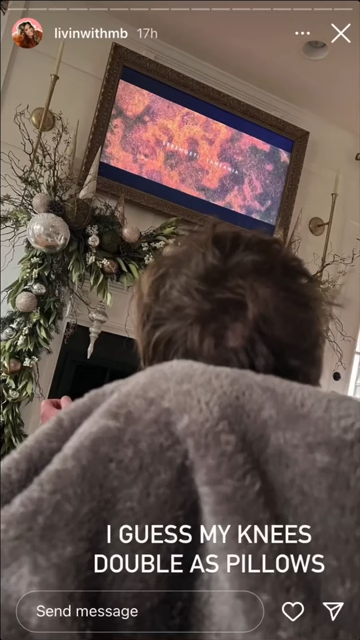 livinwithmb 17h
I GUESS MY KNEES
DOUBLE AS PILLOWS
Send message